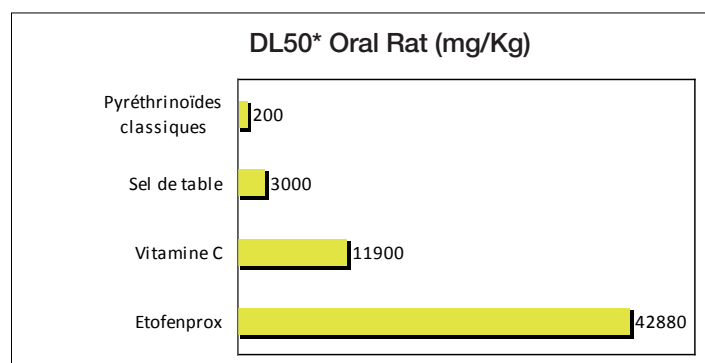 DL50* Oral Rat (mg/Kg)
Pyréthrinoïdes
classiques
200
Sel de table
3000
Vitamine C
11900
Etofenprox
42880